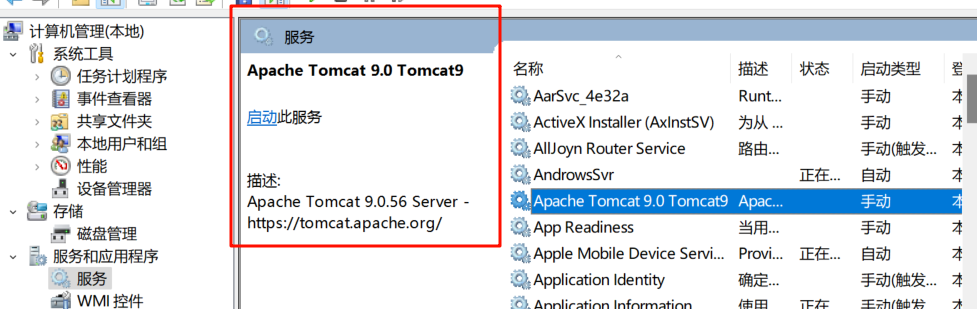 计算机管理(本地)
系统工具
任务计划程序
事件查看器
共享文件夹
本地用户和组
性能
设备管理器
存储
磁盘管理
服务和应用程序
服务
WMI 控件
服务
Apache Tomcat 9.0 Tomcat9
启动此服务
描述:
Apache Tomcat 9.0.56 Server -
https://tomcat.apache.org/
名称 描述 状态 启动类型 登
AarSvc_4e32a Runt... 手动 本
ActiveX Installer (AxInstSV) 为从 ... 手动 本
AllJoyn Router Service 路由... 手动(触发... 本
AndrowsSvr 正在... 自动 本
Apache Tomcat 9.0 Tomcat9 Apac... 手动 本
App Readiness 当用... 手动 本
Apple Mobile Device Servi... Provi... 正在... 自动 本
Application Identity 确定... 手动(触发... 本
Application Information 使用 正在 手动(触发 本